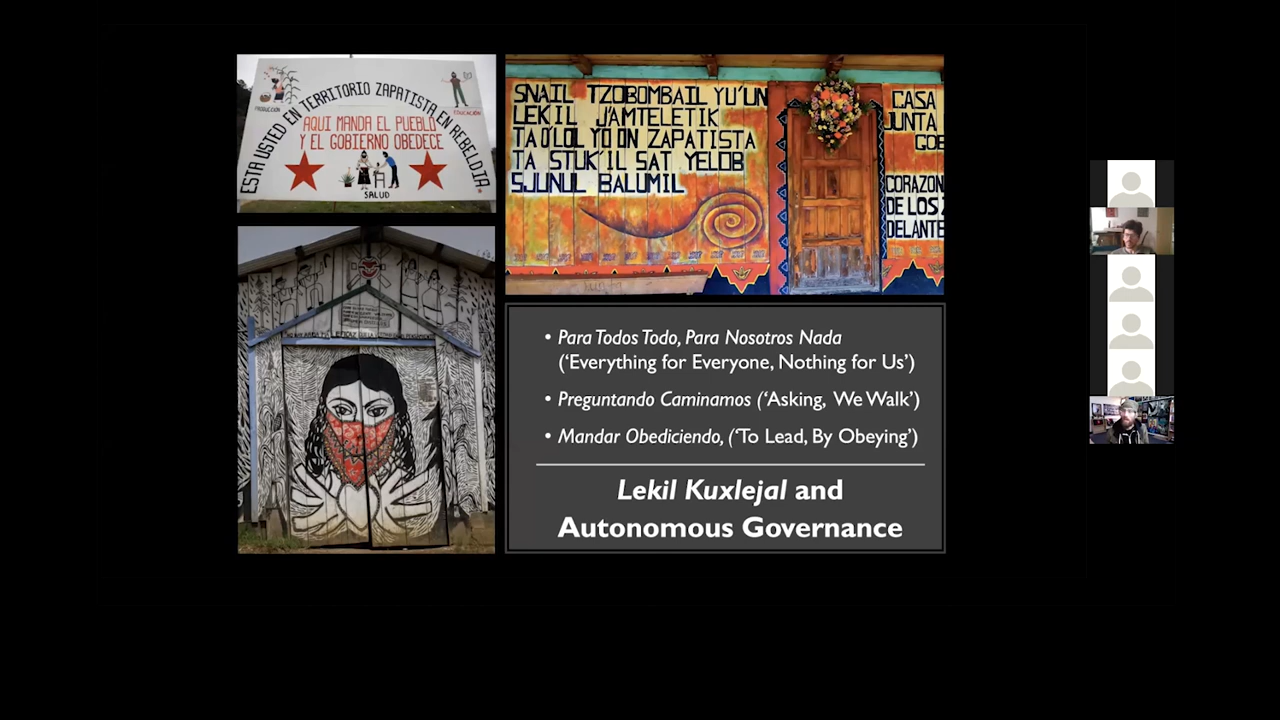 PRODUCCIÓN
EDUCACIÓN
ESTA USTED EN TERRITORIO ZAPATISTA EN REBELDIA.
AQUI MANDA EL PUEBLO
Y EL GOBIERNO OBEDECE
SALUD
SNAIL TZOBOMBAIL YU'UN
LEKIL J'AMTELETIK
TA O'LOL YO'ON ZAPATISTA
TA STUK'IL SAT YELOB
SJUNUL BALUMIL
CASA
JUNTA
GOB
CORAZON
DE LOS
DELANTE
• Para Todos Todo, Para Nosotros Nada
('Everything for Everyone, Nothing for Us')
• Preguntando Caminamos ('Asking, We Walk')
• Mandar Obediciendo, ('To Lead, By Obeying')
Lekil Kuxlejal and
Autonomous Governance